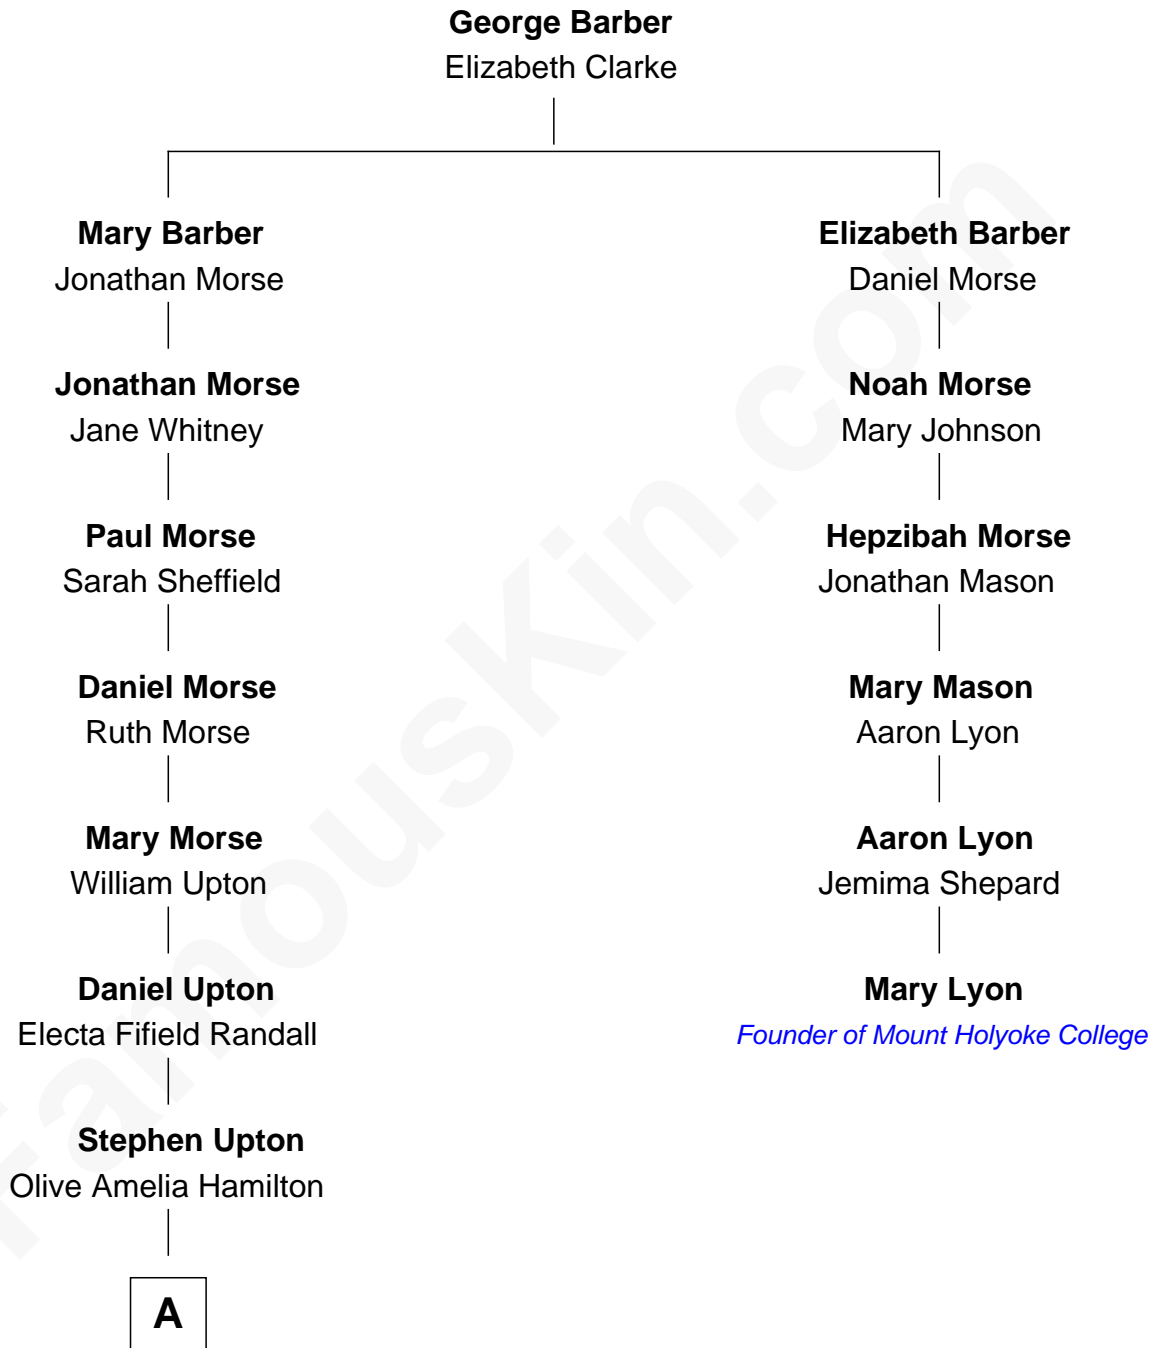 George Barber
Elizabeth Clarke
Mary Barber
Jonathan Morse
Elizabeth Barber
Daniel Morse
Jonathan Morse
Jane Whitney
Noah Morse
Mary Johnson
Paul Morse
Sarah Sheffield
Hepzibah Morse
Jonathan Mason
Daniel Morse
Ruth Morse
Mary Mason
Aaron Lyon
Mary Morse
William Upton
Aaron Lyon
Jemima Shepard
Daniel Upton
Electa Fifield Randall
Mary Lyon
Founder of Mount Holyoke College
Stephen Upton
Olive Amelia Hamilton
A
FamousKin.com